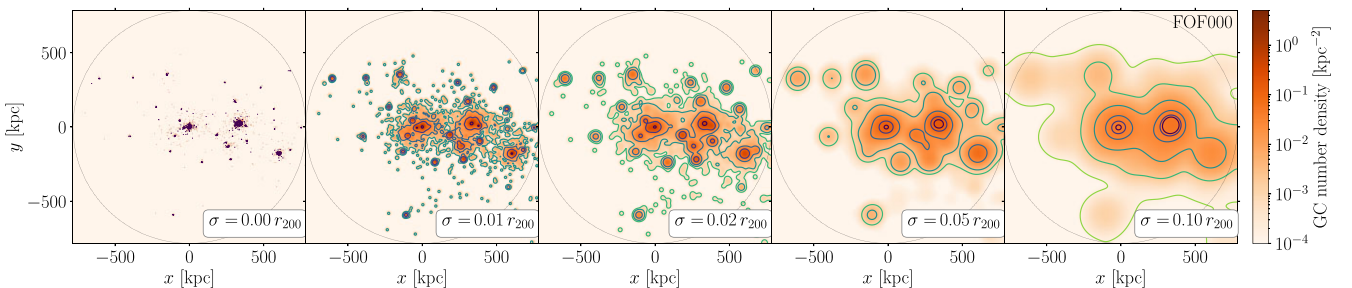 FOF000
500
0
−500
y [kpc]
σ = 0.00 r200
σ = 0.01 r200
σ = 0.02 r200
σ = 0.05 r200
σ = 0.10 r200
−500 0 500
−500 0 500
−500 0 500
−500 0 500
−500 0 500
x [kpc]
x [kpc]
x [kpc]
x [kpc]
x [kpc]
10⁰
10⁻¹
10⁻²
10⁻³
10⁻⁴
GC number density [kpc⁻²]